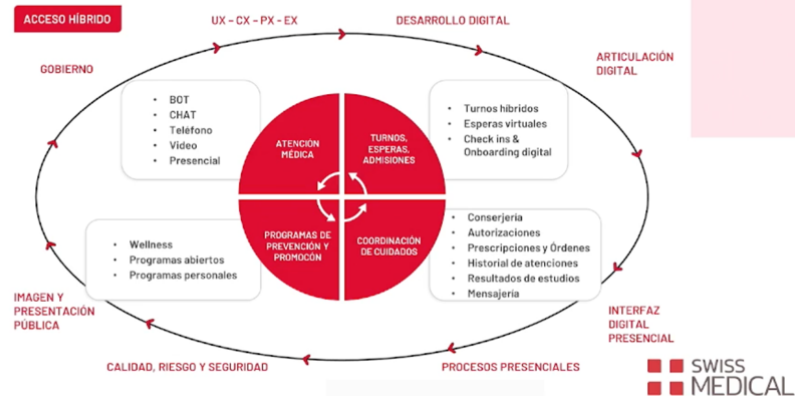 ACCESO HÍBRIDO
UX – CX – PX - EX
DESARROLLO DIGITAL
GOBIERNO
ARTICULACIÓN
DIGITAL
• BOT
• CHAT
• Teléfono
• Video
• Presencial
ATENCIÓN
MÉDICA
TURNOS,
ESPERAS,
ADMISIONES
• Turnos híbridos
• Esperas virtuales
• Check ins &
Onboarding digital
• Wellness
• Programas abiertos
• Programas personales
PROGRAMAS DE
PREVENCIÓN Y
PROMOCÓN
COORDINACIÓN
DE CUIDADOS
• Conserjería
• Autorizaciones
• Prescripciones y Órdenes
• Historial de atenciones
• Resultados de estudios
• Mensajería
IMAGEN Y
PRESENTACIÓN
PÚBLICA
INTERFAZ
DIGITAL
PRESENCIAL
CALIDAD, RIESGO Y SEGURIDAD
PROCESOS PRESENCIALES
SWISS
MEDICAL